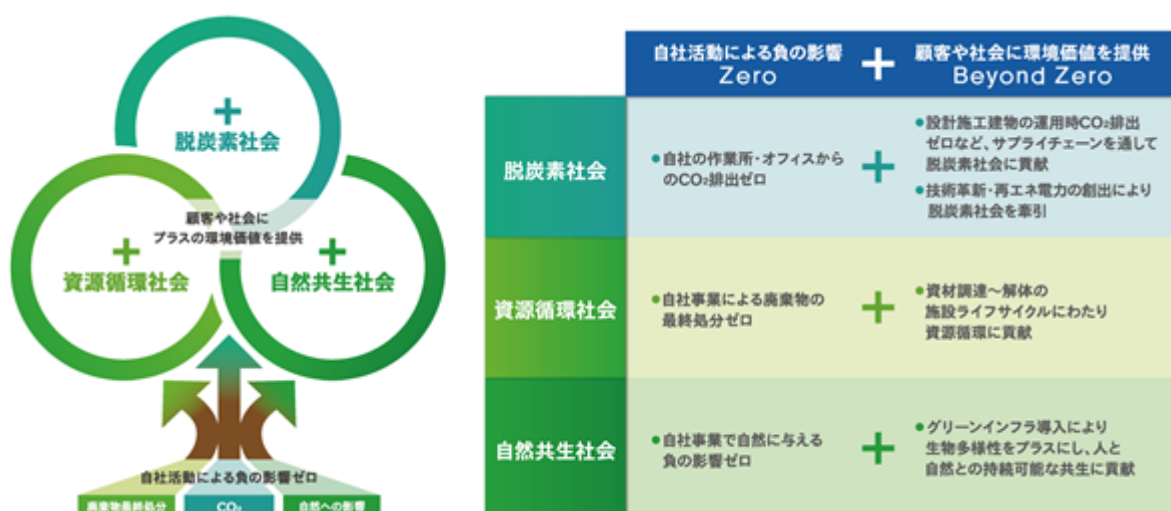 +
脱炭素社会
顧客や社会に
プラスの環境価値を提供
+
資源循環社会
+
自然共生社会
自社活動による負の影響ゼロ
廃棄物最終処分
CO₂
自然への影響
自社活動による負の影響
Zero
+
顧客や社会に環境価値を提供
Beyond Zero
脱炭素社会
●自社の作業所・オフィスから
のCO₂排出ゼロ
+
●設計施工建物の運用時CO₂排出
ゼロなど、サプライチェーンを通して
脱炭素社会に貢献
●技術革新・再エネ電力の創出により
脱炭素社会を牽引
資源循環社会
●自社事業による廃棄物の
最終処分ゼロ
+
●資材調達〜解体の
施設ライフサイクルにわたり
資源循環に貢献
自然共生社会
●自社事業で自然に与える
負の影響ゼロ
+
●グリーンインフラ導入により
生物多様性をプラスにし、人と
自然との持続可能な共生に貢献